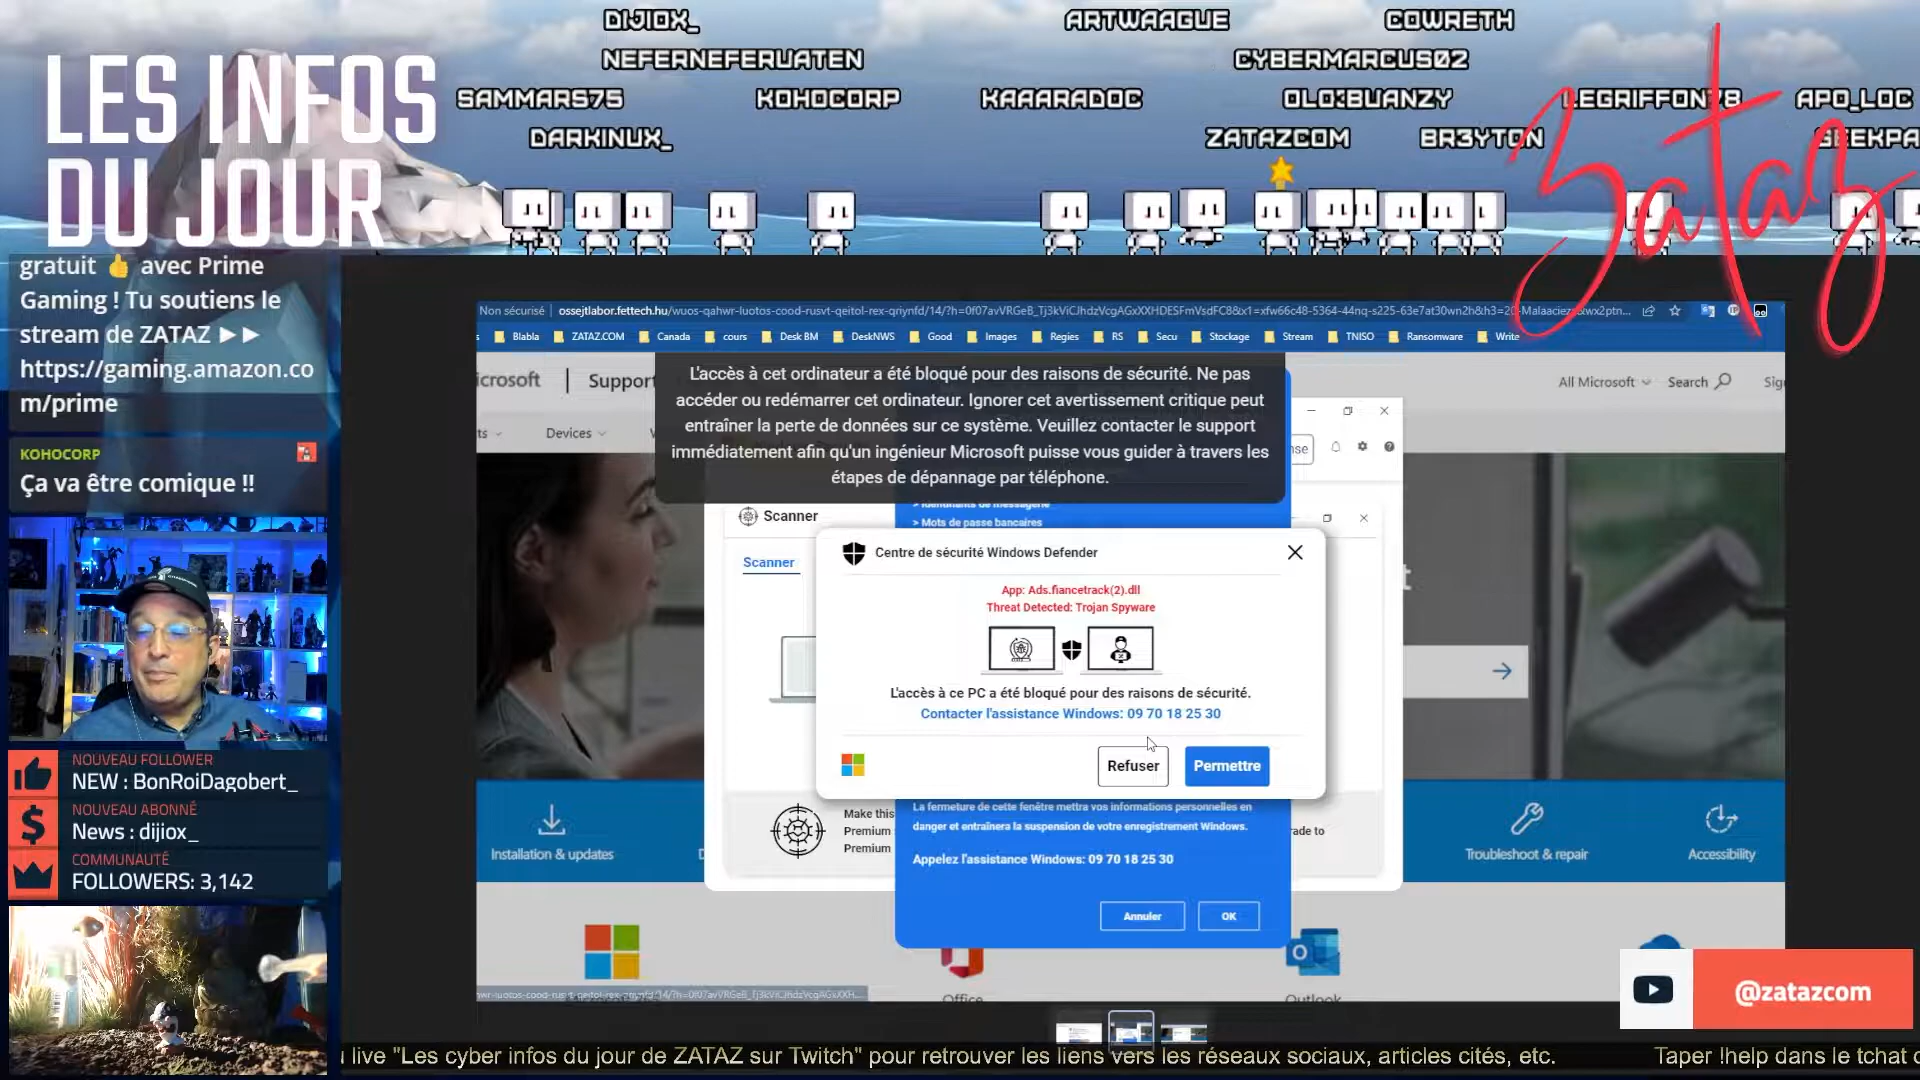 DIJIOX_
ARTWAAGUE
COWRETH
NEFERNEFERUATEN
CYBERMARCUS02
SAMMARS75
KOHOCORP
KAAARADOC
LEGRIFFON78
APO_LOC
DARKINUX_
ZATAZCOM
BR3YTON
GEEKPA
LES INFOS
DU JOUR
Zataz
gratuit 👍 avec Prime
Gaming ! Tu soutiens le
stream de ZATAZ ►►
https://gaming.amazon.co
m/prime
KOHOCORP
Ça va être comique !!
NOUVEAU FOLLOWER
NEW : BonRoiDagobert_
NOUVEAU ABONNÉ
News : dijiox_
COMMUNAUTÉ
FOLLOWERS: 3,142
Non sécurisé
Blabla
ZATAZ.COM
Canada
cours
Desk BM
DeskNWS
Good
Images
Regies
RS
Secu
Stockage
Stream
TNISO
Ransomware
Write
icrosoft | Support
All Microsoft
Search
Sig
ts
Devices
L'accès à cet ordinateur a été bloqué pour des raisons de sécurité. Ne pas
accéder ou redémarrer cet ordinateur. Ignorer cet avertissement critique peut
entraîner la perte de données sur ce système. Veuillez contacter le support
immédiatement afin qu'un ingénieur Microsoft puisse vous guider à travers les
étapes de dépannage par téléphone.
> Identifiants de messagerie
> Mots de passe bancaires
Scanner
Scanner
Centre de sécurité Windows Defender
App: Ads.fiancetrack(2).dll
Threat Detected: Trojan Spyware
L'accès à ce PC a été bloqué pour des raisons de sécurité.
Contacter l'assistance Windows: 09 70 18 25 30
Refuser
Permettre
Make this
Premium
Premium
rade to
La fermeture de cette fenêtre mettra vos informations personnelles en
danger et entraînera la suspension de votre enregistrement Windows.
Appelez l'assistance Windows: 09 70 18 25 30
Annuler
OK
Installation & updates
Troubleshoot & repair
Accessibility
Office
Outlook
@zatazcom
live "Les cyber infos du jour de ZATAZ sur Twitch" pour retrouver les liens vers les réseaux sociaux, articles cités, etc.
Taper !help dans le tchat